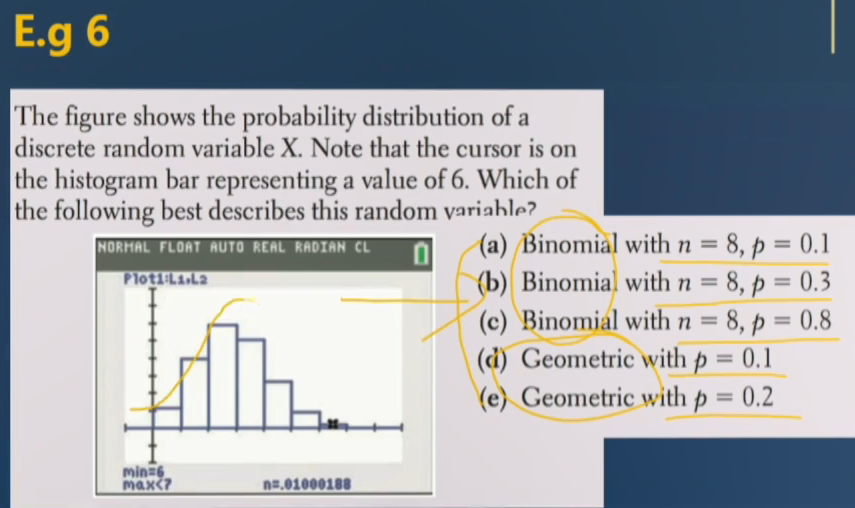 E.g 6
The figure shows the probability distribution of a
discrete random variable X. Note that the cursor is on
the histogram bar representing a value of 6. Which of
the following best describes this random variable?
NORMAL FLOAT AUTO REAL RADIAN CL
Plot1:L1,L2
min=6
max<7
n=.01000188
(a) Binomial with n = 8, p = 0.1
(b) Binomial with n = 8, p = 0.3
(c) Binomial with n = 8, p = 0.8
(d) Geometric with p = 0.1
(e) Geometric with p = 0.2